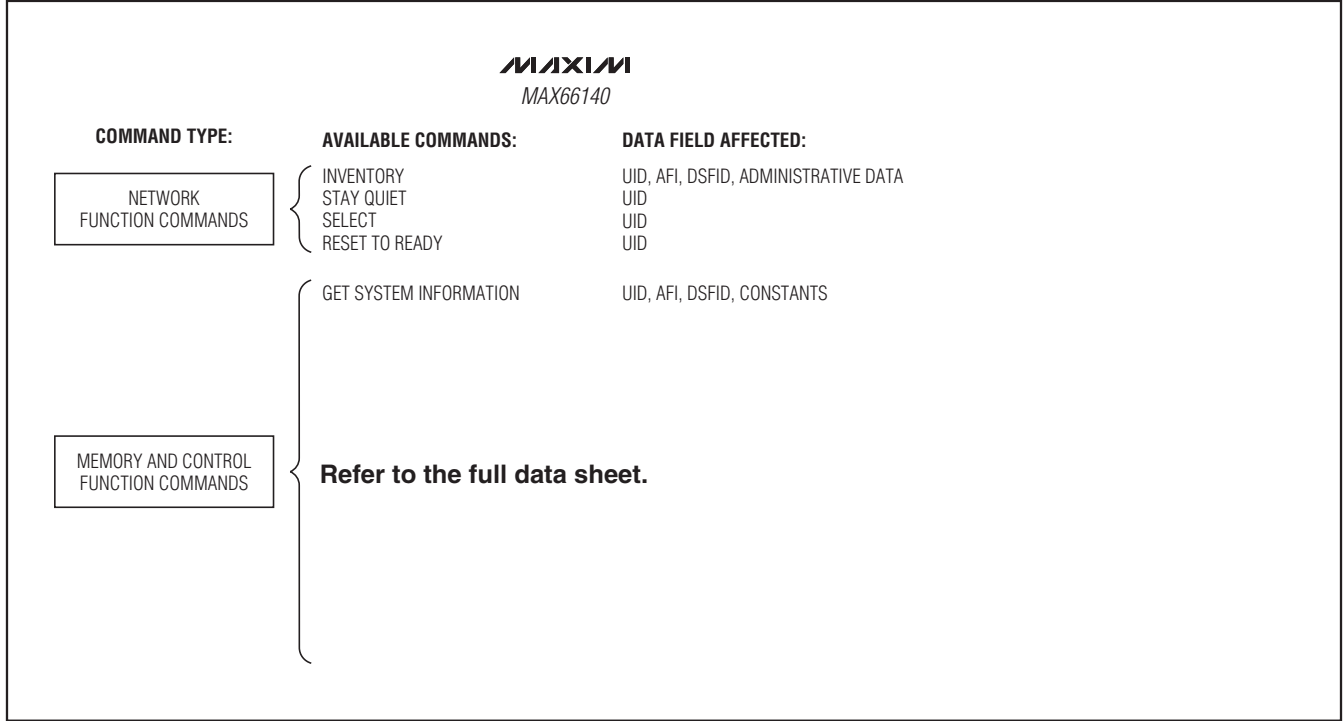 MAXIM
MAX66140
COMMAND TYPE: AVAILABLE COMMANDS: DATA FIELD AFFECTED:
NETWORK
FUNCTION COMMANDS
INVENTORY UID, AFI, DSFID, ADMINISTRATIVE DATA
STAY QUIET UID
SELECT UID
RESET TO READY UID
GET SYSTEM INFORMATION UID, AFI, DSFID, CONSTANTS
MEMORY AND CONTROL
FUNCTION COMMANDS
Refer to the full data sheet.